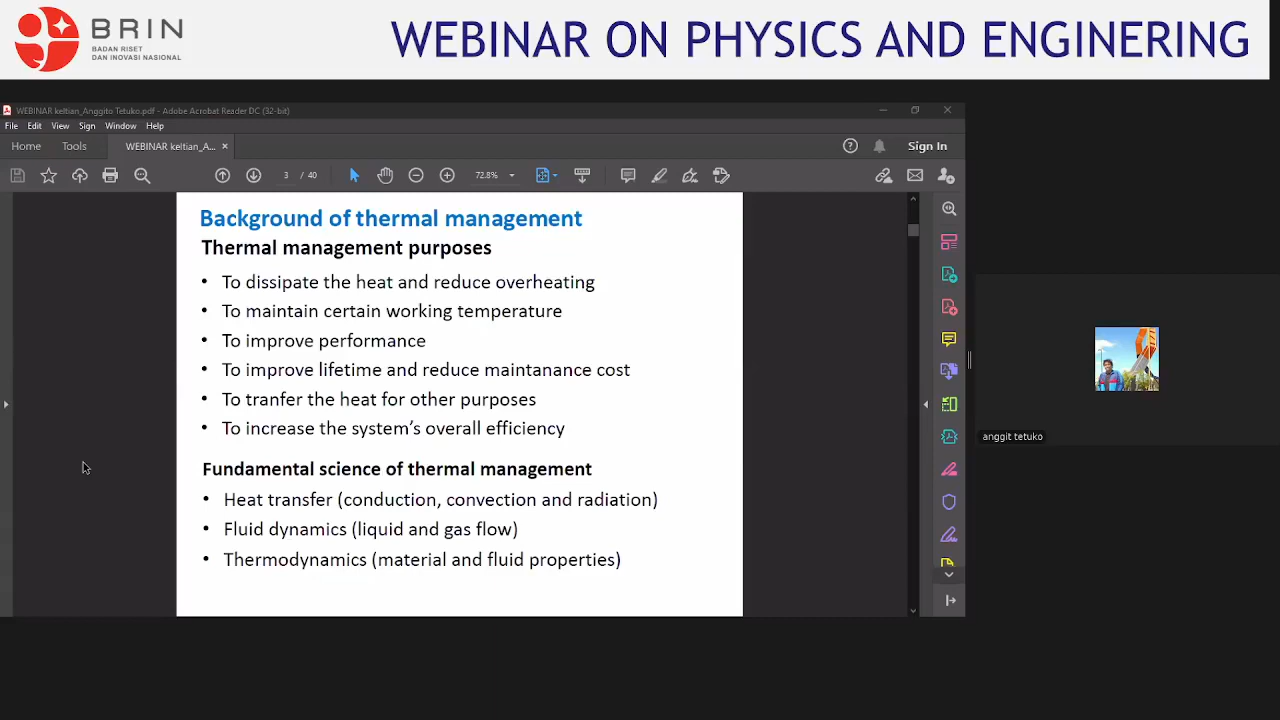 BRIN
BADAN RISET
DAN INOVASI NASIONAL
WEBINAR ON PHYSICS AND ENGINERING
WEBINAR keltian_Anggito Tetuko.pdf - Adobe Acrobat Reader DC (32-bit)
File Edit View Sign Window Help
Home Tools WEBINAR keltian_A... × Sign In
3 / 40 72.8%
Background of thermal management
Thermal management purposes
• To dissipate the heat and reduce overheating
• To maintain certain working temperature
• To improve performance
• To improve lifetime and reduce maintanance cost
• To tranfer the heat for other purposes
• To increase the system's overall efficiency
Fundamental science of thermal management
• Heat transfer (conduction, convection and radiation)
• Fluid dynamics (liquid and gas flow)
• Thermodynamics (material and fluid properties)
anggit tetuko